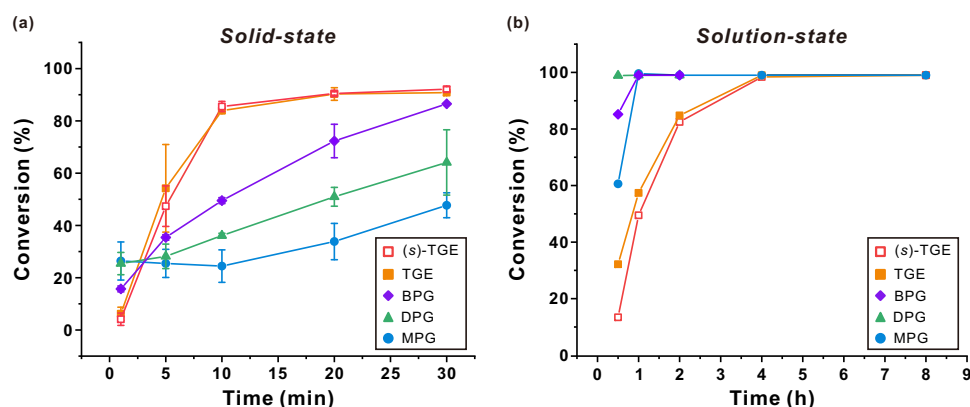 (a)
Solid-state
Conversion (%)
100
80
60
40
20
0
(s)-TGE
TGE
BPG
DPG
MPG
0 5 10 15 20 25 30
Time (min)
(b)
Solution-state
Conversion (%)
120
100
80
60
40
20
0
(s)-TGE
TGE
BPG
DPG
MPG
0 1 2 3 4 5 6 7 8 9
Time (h)